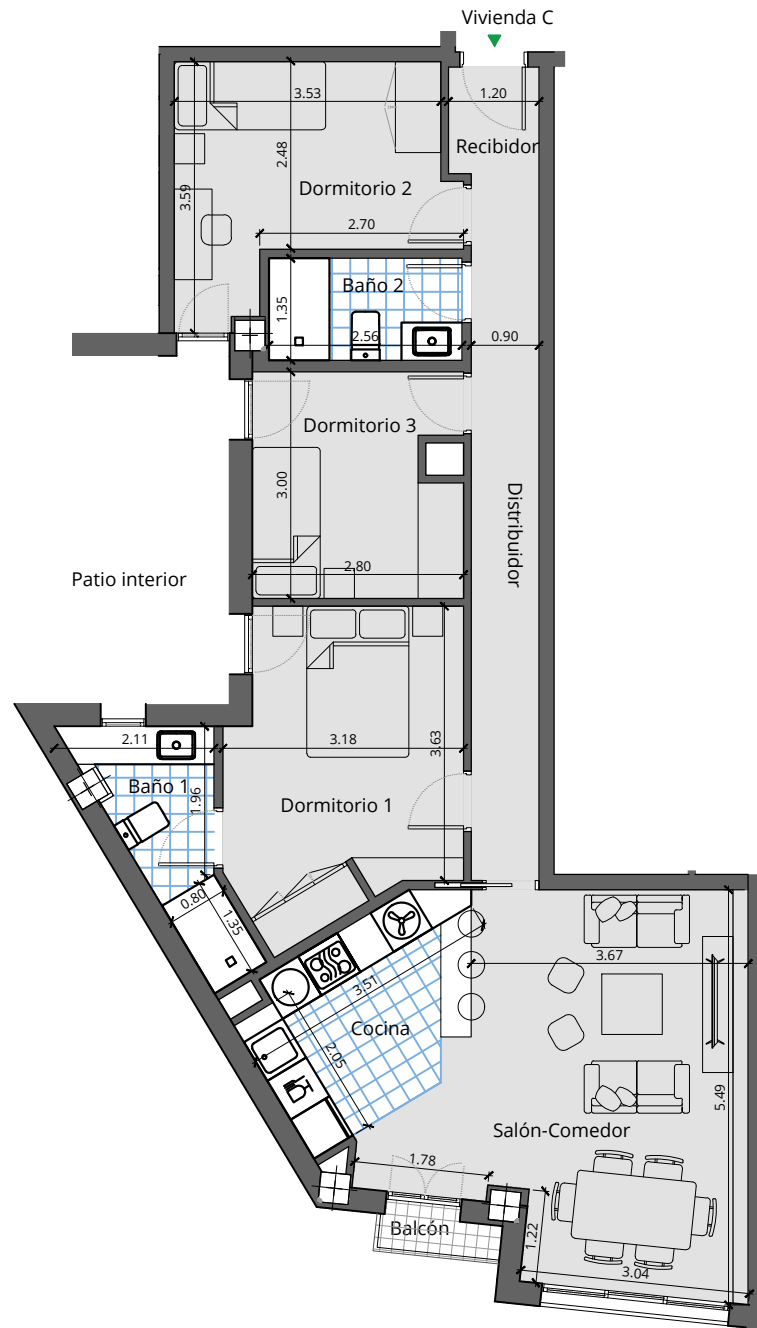 Vivienda C
3.53
1.20
Recibidor
2.48
3.59
Dormitorio 2
2.70
Baño 2
1.35
2.56
0.90
Dormitorio 3
3.00
Distribuidor
2.80
Patio interior
2.11
3.18
3.63
Baño 1
1.96
Dormitorio 1
0.80
1.35
3.67
3.51
Cocina
2.05
5.49
Salón-Comedor
1.78
Balcón
1.22
3.04